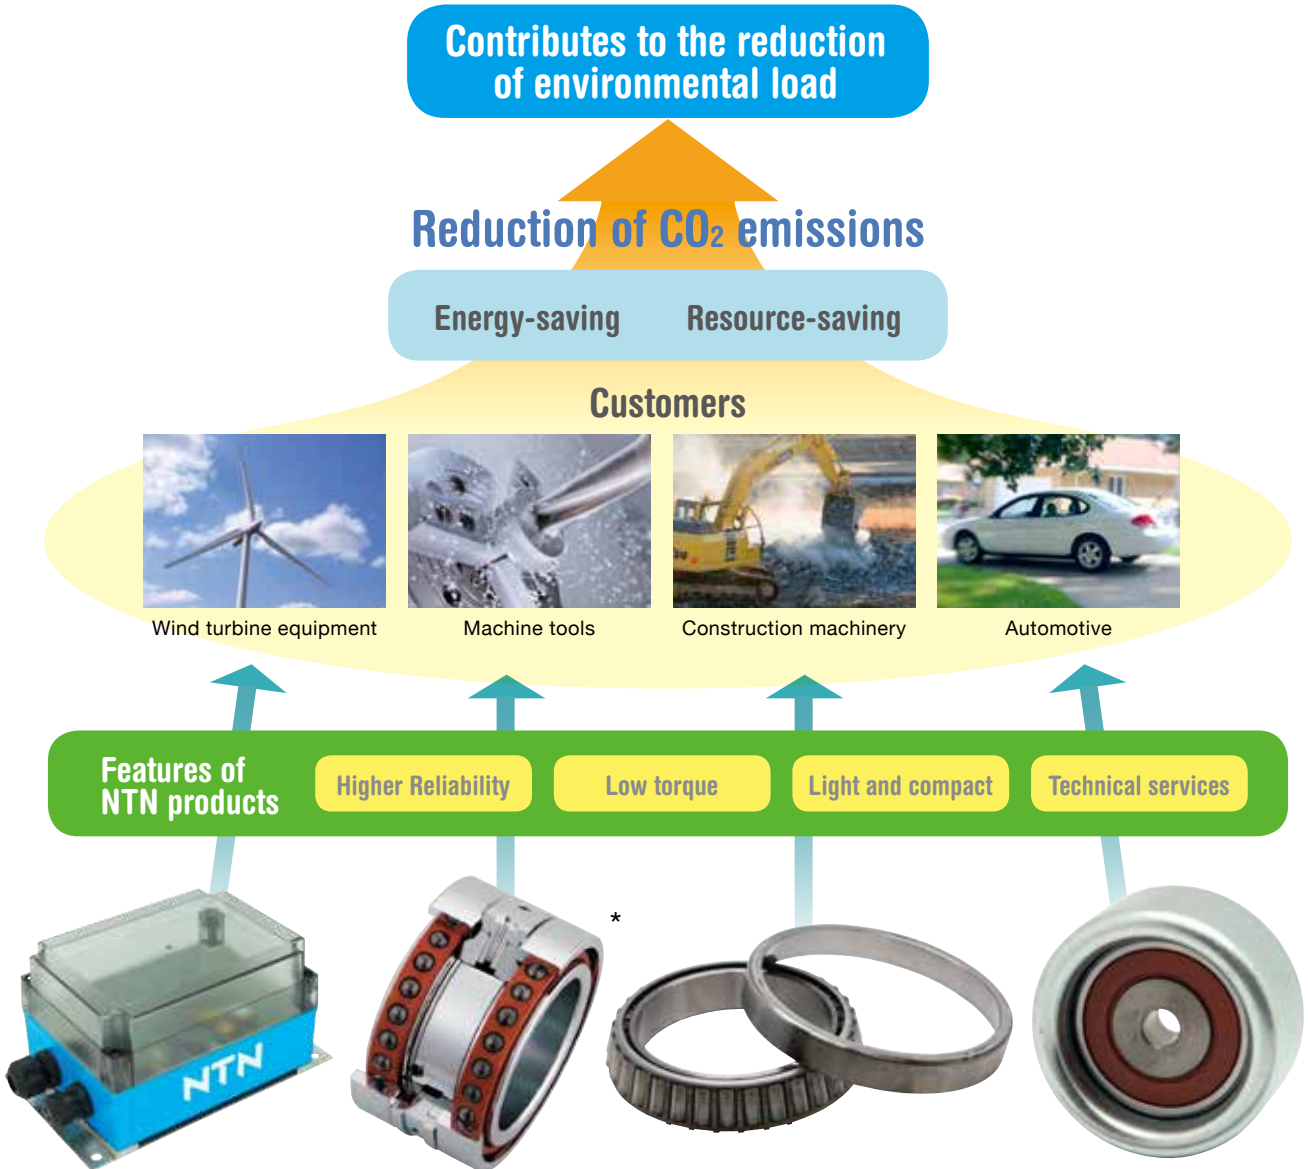 Contributes to the reduction
of environmental load
Reduction of CO₂ emissions
Energy-saving Resource-saving
Customers
Wind turbine equipment Machine tools Construction machinery Automotive
Features of
NTN products
Higher Reliability Low torque Light and compact Technical services
*
NTN